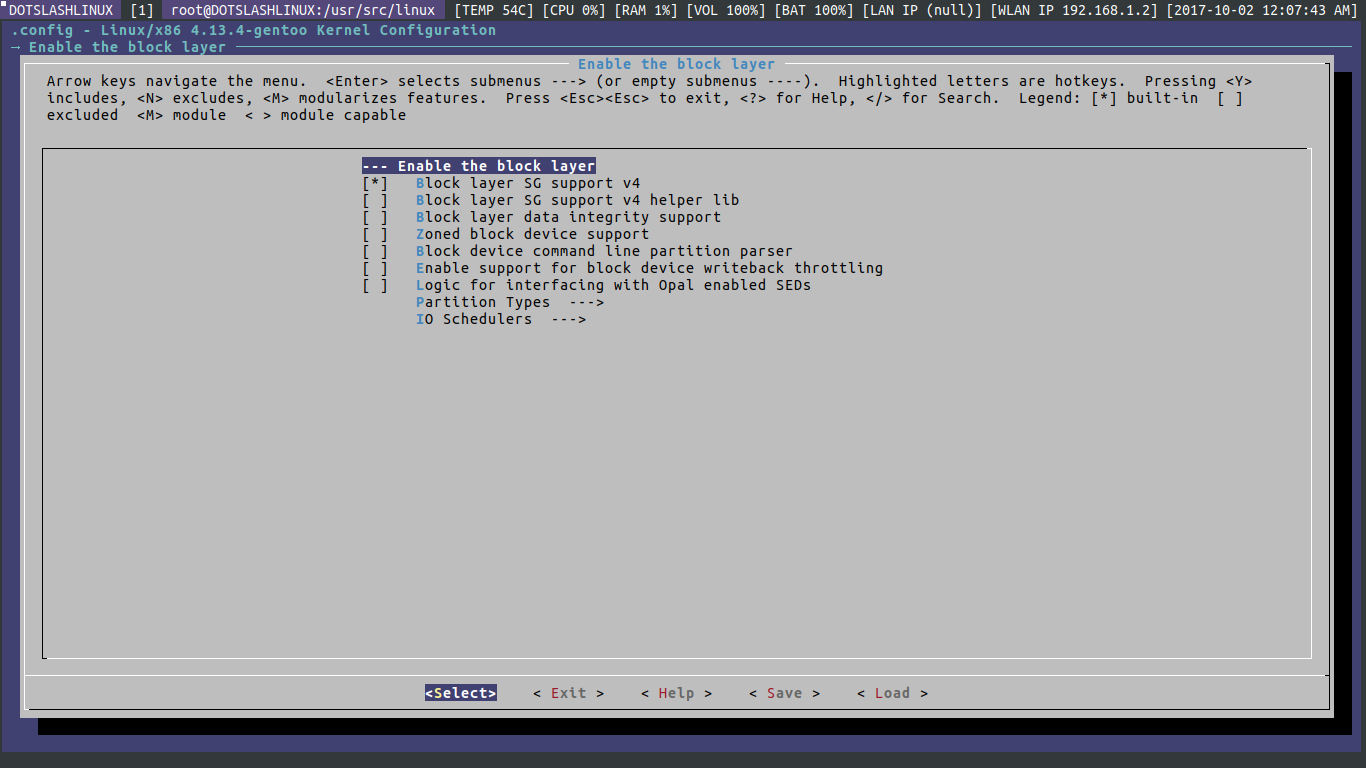 DOTSLASHLINUX [1] root@DOTSLASHLINUX:/usr/src/linux [TEMP 54C] [CPU 0%] [RAM 1%] [VOL 100%] [BAT 100%] [LAN IP (null)] [WLAN IP 192.168.1.2] [2017-10-02 12:07:43 AM]
.config - Linux/x86 4.13.4-gentoo Kernel Configuration
→ Enable the block layer
Enable the block layer
Arrow keys navigate the menu.  <Enter> selects submenus ---> (or empty submenus ----).  Highlighted letters are hotkeys.  Pressing <Y>
includes, <N> excludes, <M> modularizes features.  Press <Esc><Esc> to exit, <?> for Help, </> for Search.  Legend: [*] built-in  [ ]
excluded  <M> module  < > module capable
--- Enable the block layer
[*]   Block layer SG support v4
[ ]   Block layer SG support v4 helper lib
[ ]   Block layer data integrity support
[ ]   Zoned block device support
[ ]   Block device command line partition parser
[ ]   Enable support for block device writeback throttling
[ ]   Logic for interfacing with Opal enabled SEDs
Partition Types  --->
IO Schedulers  --->
<Select>    < Exit >    < Help >    < Save >    < Load >